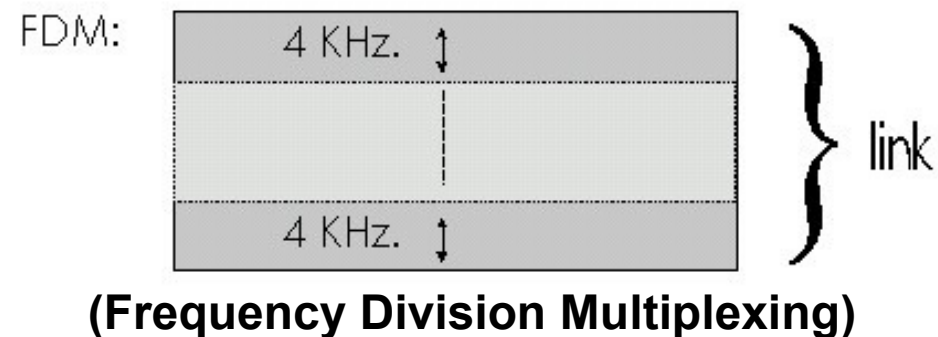 FDM:
4 KHz.
link
4 KHz.
(Frequency Division Multiplexing)